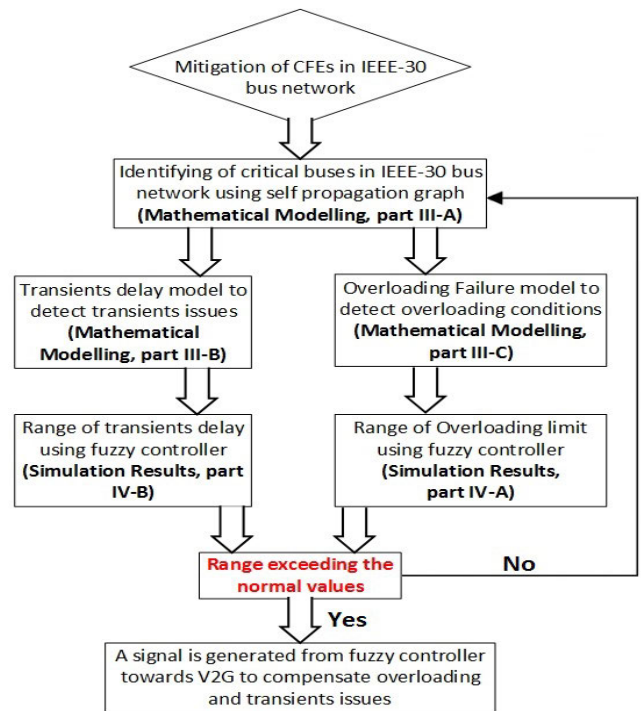 Mitigation of CFEs in IEEE-30
bus network
Identifying of critical buses in IEEE-30 bus
network using self propagation graph
(Mathematical Modelling, part III-A)
Transients delay model to
detect transients issues
(Mathematical
Modelling, part III-B)
Overloading Failure model to
detect overloading conditions
(Mathematical Modelling,
part III-C)
Range of transients delay
using fuzzy controller
(Simulation Results, part
IV-B)
Range of Overloading limit
using fuzzy controller
(Simulation Results,
part IV-A)
Range exceeding the
normal values
No
Yes
A signal is generated from fuzzy controller
towards V2G to compensate overloading
and transients issues